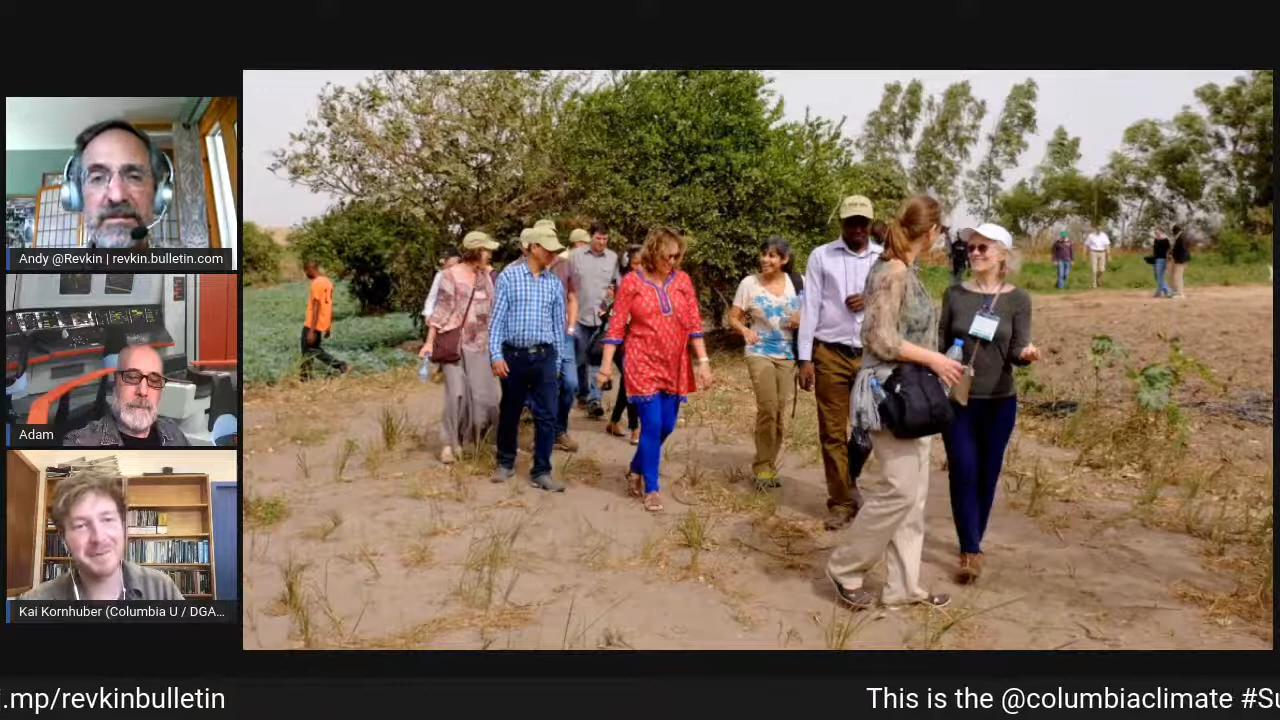 Andy @Revkin | revkin.bulletin.com
Adam
Kai Kornhuber (Columbia U / DGA...
.mp/revkinbulletin
This is the @columbiaclimate #Su